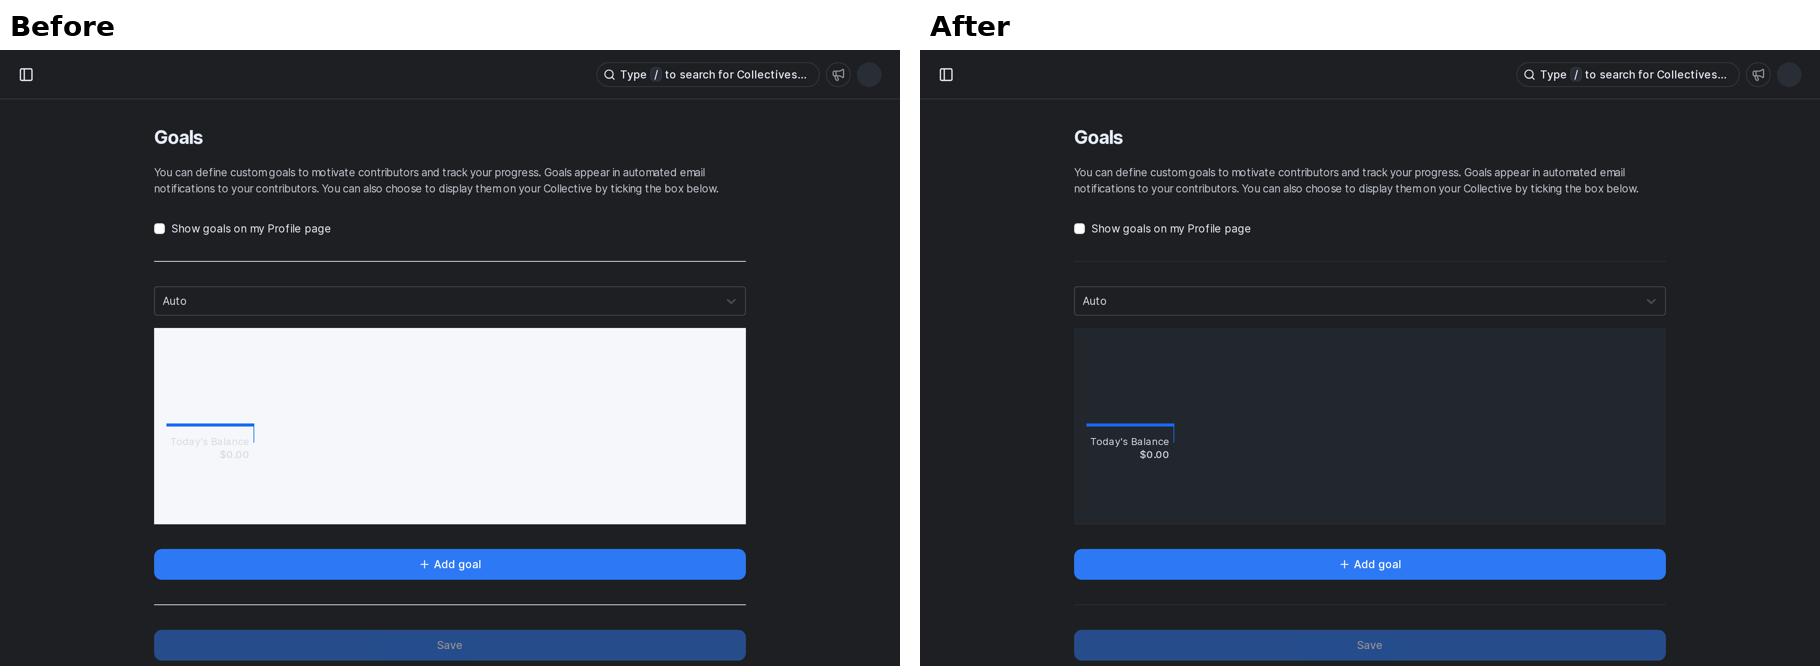 Before
Type / to search for Collectives...
Goals
You can define custom goals to motivate contributors and track your progress. Goals appear in automated email
notifications to your contributors. You can also choose to display them on your Collective by ticking the box below.
Show goals on my Profile page
Auto
Today's Balance
$0.00
+ Add goal
Save
After
Type / to search for Collectives...
Goals
You can define custom goals to motivate contributors and track your progress. Goals appear in automated email
notifications to your contributors. You can also choose to display them on your Collective by ticking the box below.
Show goals on my Profile page
Auto
Today's Balance
$0.00
+ Add goal
Save